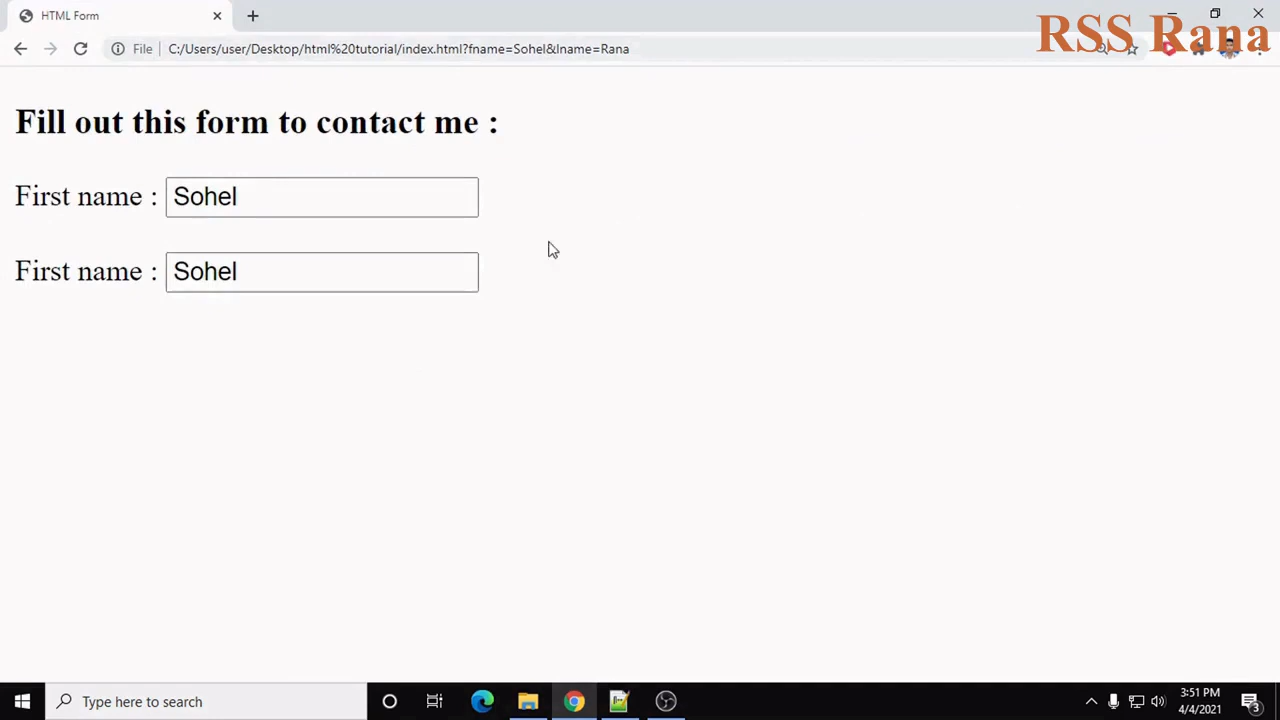 HTML Form
RSS Rana
File
C:/Users/user/Desktop/html%20tutorial/index.html?fname=Sohel&lname=Rana
Fill out this form to contact me :
First name : Sohel
First name : Sohel
Type here to search
3:51 PM
4/4/2021
3